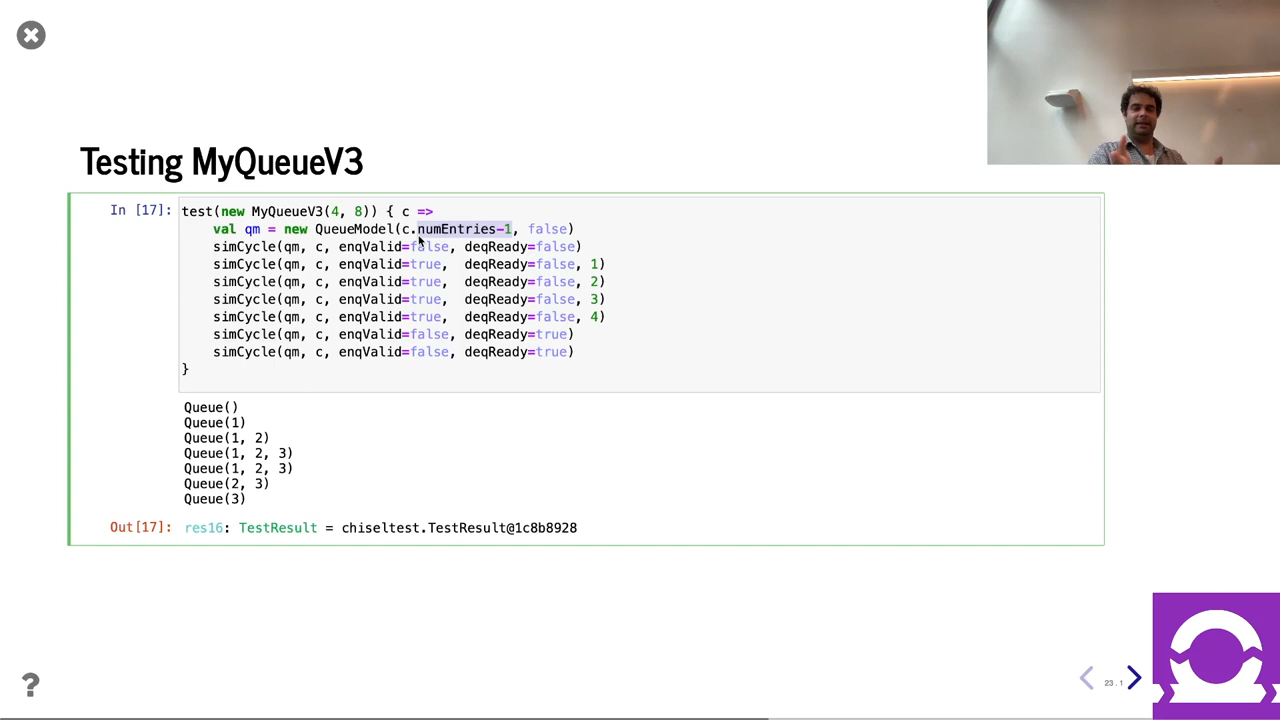 Testing MyQueueV3
In [17]: test(new MyQueueV3(4, 8)) { c =>
val qm = new QueueModel(c.numEntries-1, false)
simCycle(qm, c, enqValid=false, deqReady=false)
simCycle(qm, c, enqValid=true, deqReady=false, 1)
simCycle(qm, c, enqValid=true, deqReady=false, 2)
simCycle(qm, c, enqValid=true, deqReady=false, 3)
simCycle(qm, c, enqValid=true, deqReady=false, 4)
simCycle(qm, c, enqValid=false, deqReady=true)
simCycle(qm, c, enqValid=false, deqReady=true)
}
Queue()
Queue(1)
Queue(1, 2)
Queue(1, 2, 3)
Queue(1, 2, 3)
Queue(2, 3)
Queue(3)
Out[17]: res16: TestResult = chiseltest.TestResult@1c8b8928
?
23.1